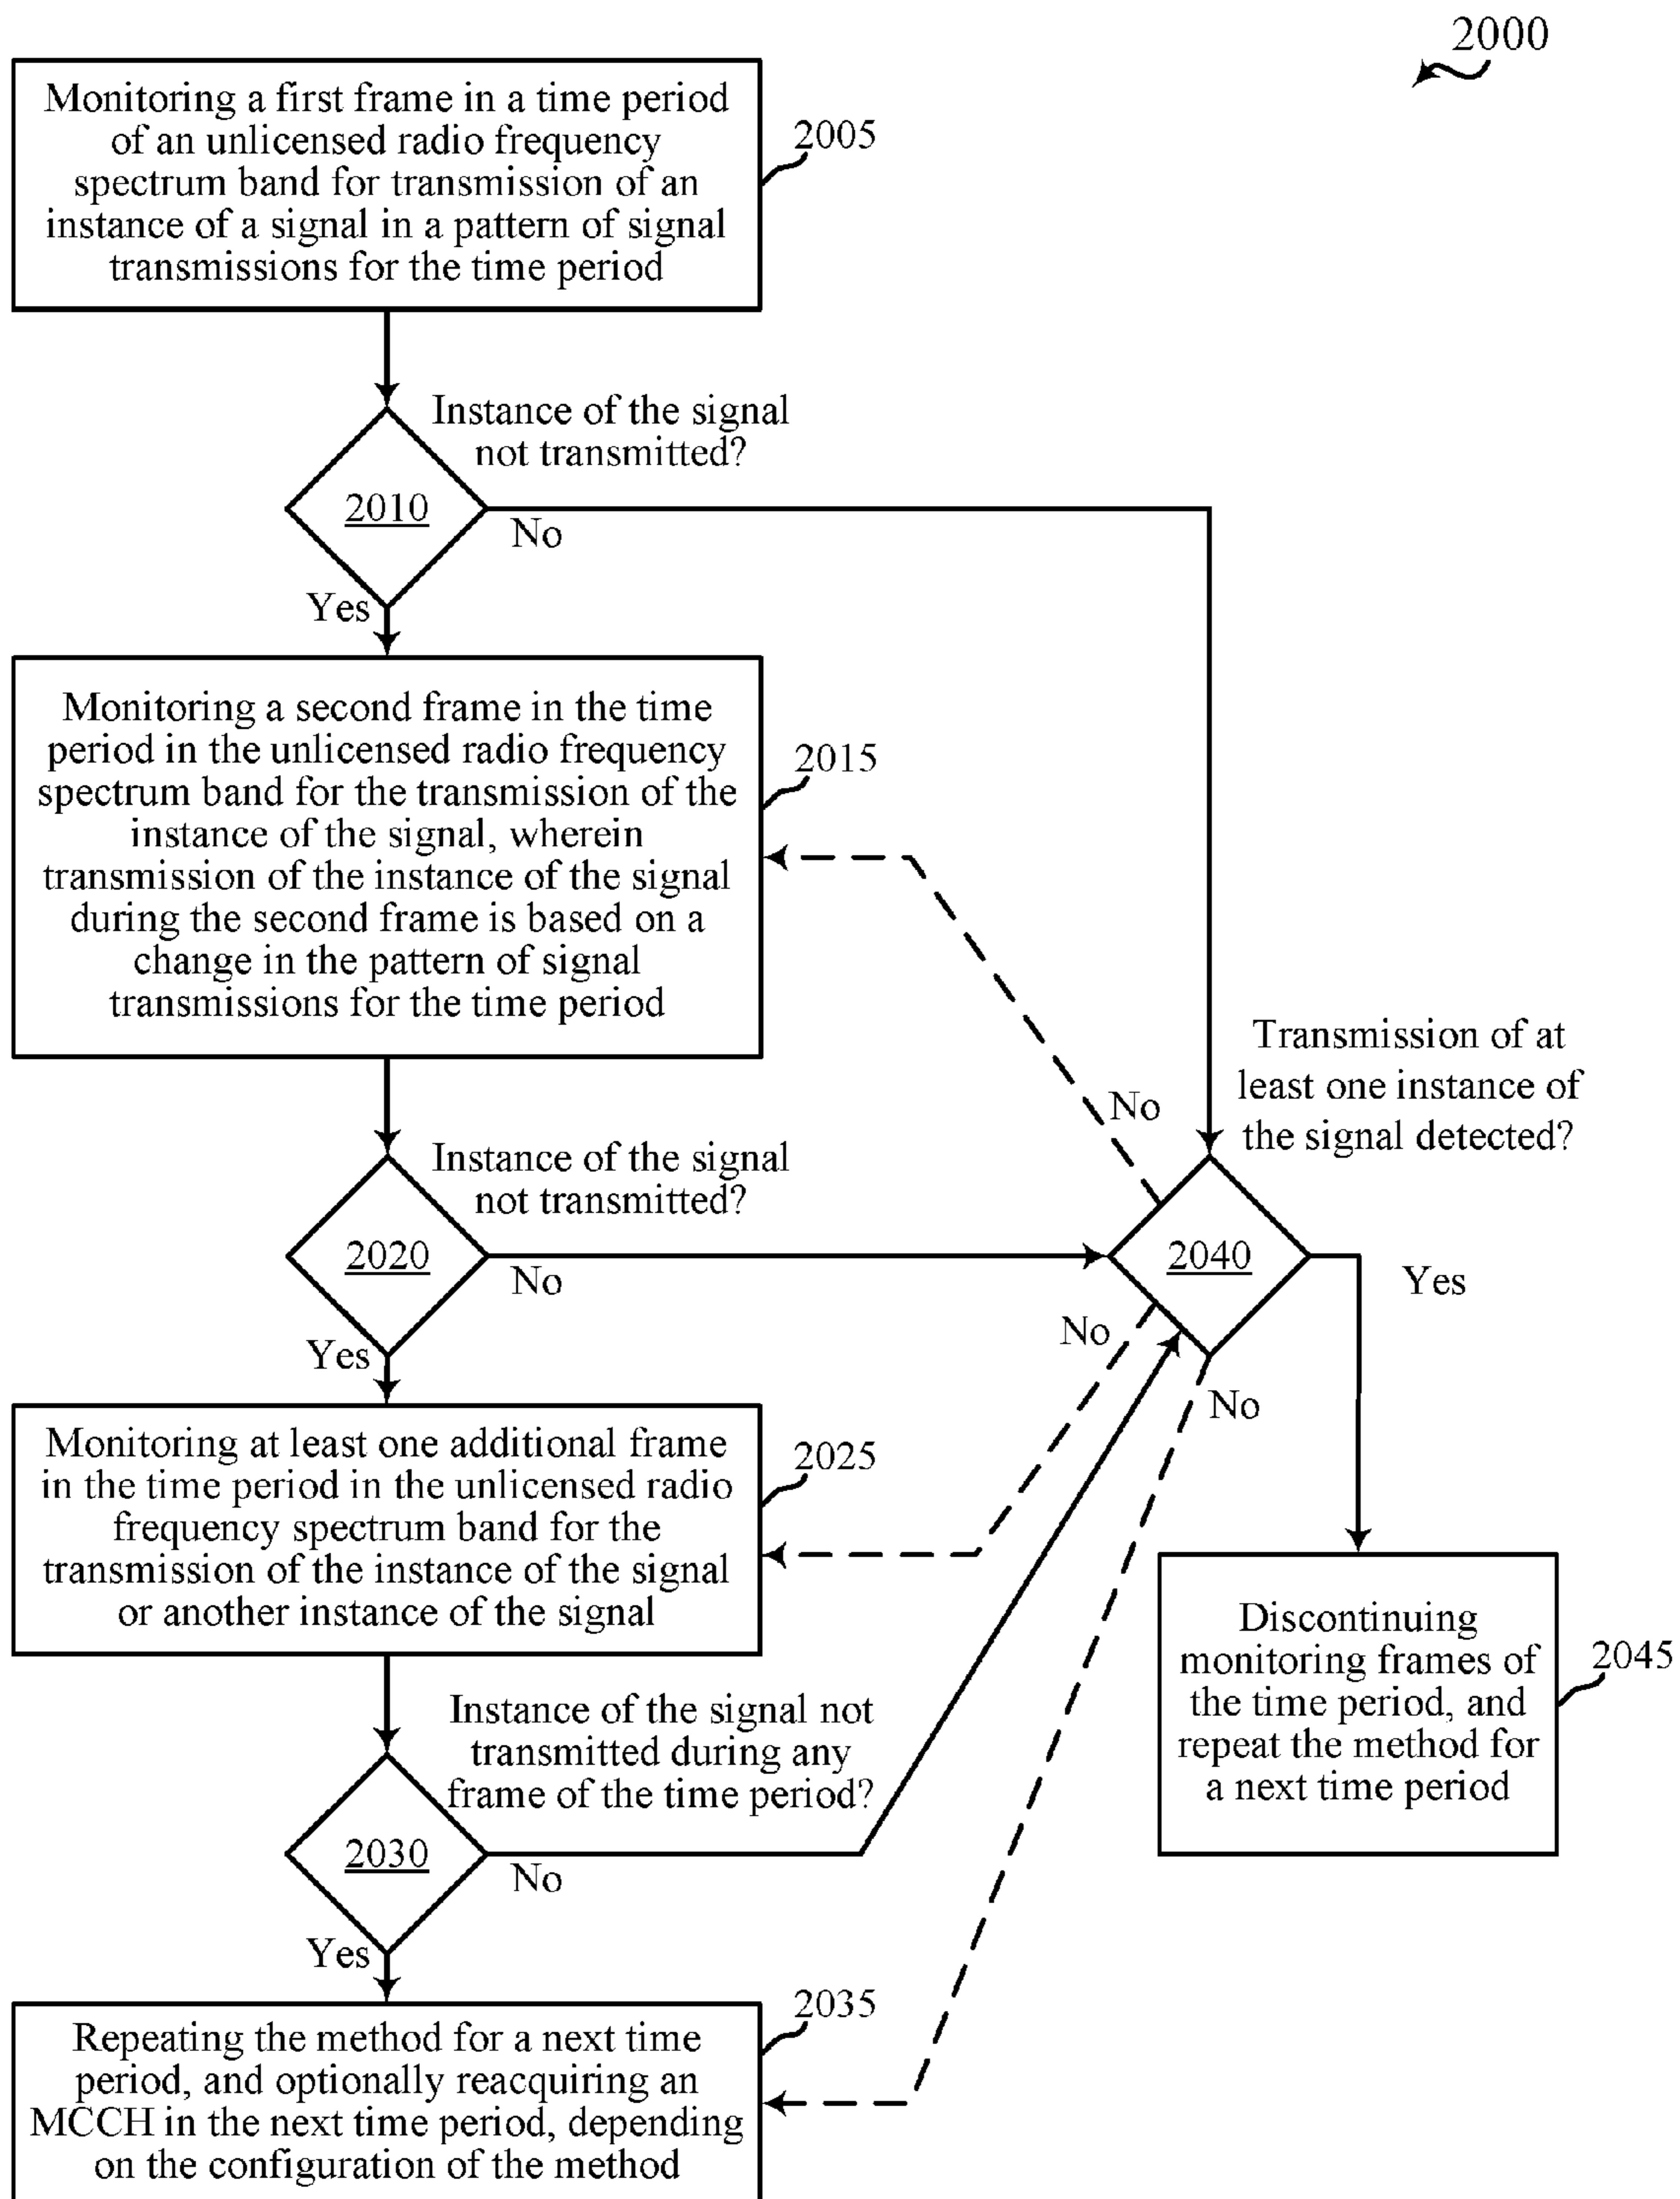 2000
Monitoring a first frame in a time period
of an unlicensed radio frequency
spectrum band for transmission of an
instance of a signal in a pattern of signal
transmissions for the time period
2005
Instance of the signal
not transmitted?
2010
No
Yes
Monitoring a second frame in the time
period in the unlicensed radio frequency
spectrum band for the transmission of the
instance of the signal, wherein
transmission of the instance of the signal
during the second frame is based on a
change in the pattern of signal
transmissions for the time period
2015
Transmission of at
least one instance of
the signal detected?
No
Instance of the signal
not transmitted?
2020
No
2040
Yes
No
Yes
No
Monitoring at least one additional frame
in the time period in the unlicensed radio
frequency spectrum band for the
transmission of the instance of the signal
or another instance of the signal
2025
Discontinuing
monitoring frames of
the time period, and
repeat the method for
a next time period
2045
Instance of the signal not
transmitted during any
frame of the time period?
2030
No
Yes
Repeating the method for a next time
period, and optionally reacquiring an
MCCH in the next time period, depending
on the configuration of the method
2035